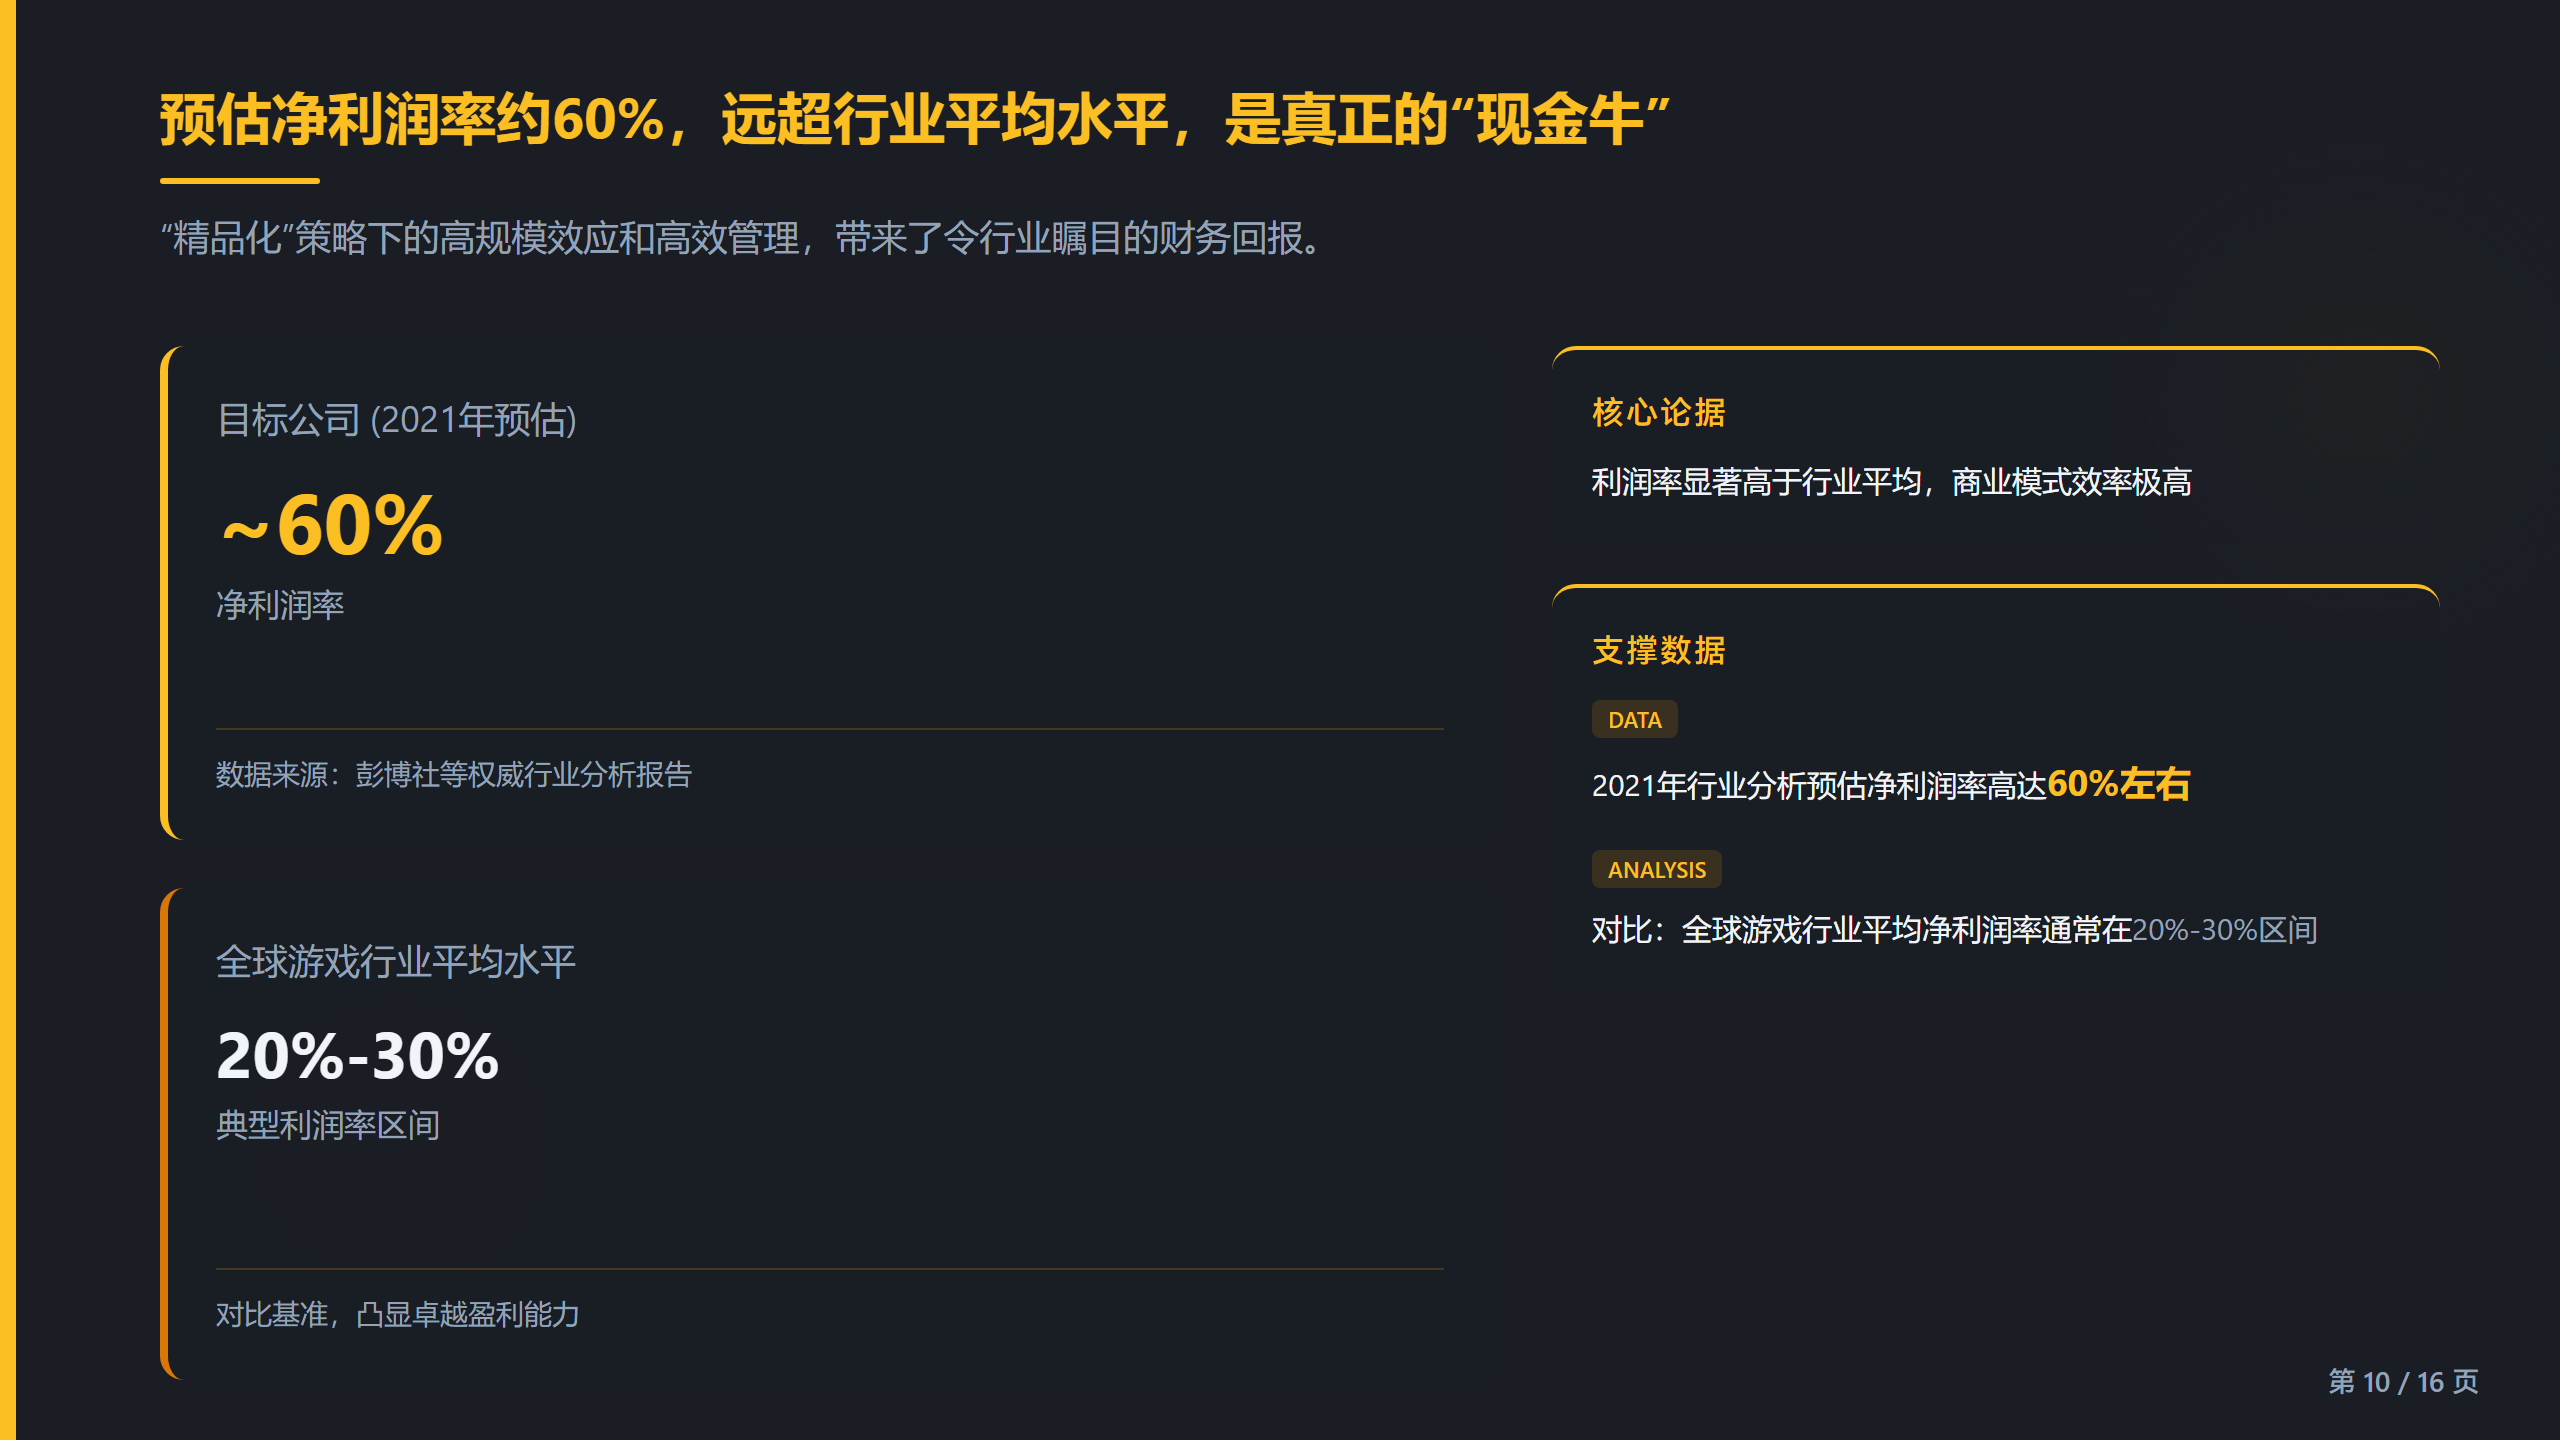 预估净利润率约60%，远超行业平均水平，是真正的“现金牛”
“精品化”策略下的高规模效应和高效管理，带来了令行业瞩目的财务回报。
目标公司 (2021年预估)
~60%
净利润率
数据来源：彭博社等权威行业分析报告
全球游戏行业平均水平
20%-30%
典型利润率区间
对比基准，凸显卓越盈利能力
核心论据
利润率显著高于行业平均，商业模式效率极高
支撑数据
DATA
2021年行业分析预估净利润率高达60%左右
ANALYSIS
对比：全球游戏行业平均净利润率通常在20%-30%区间
第 10 / 16 页